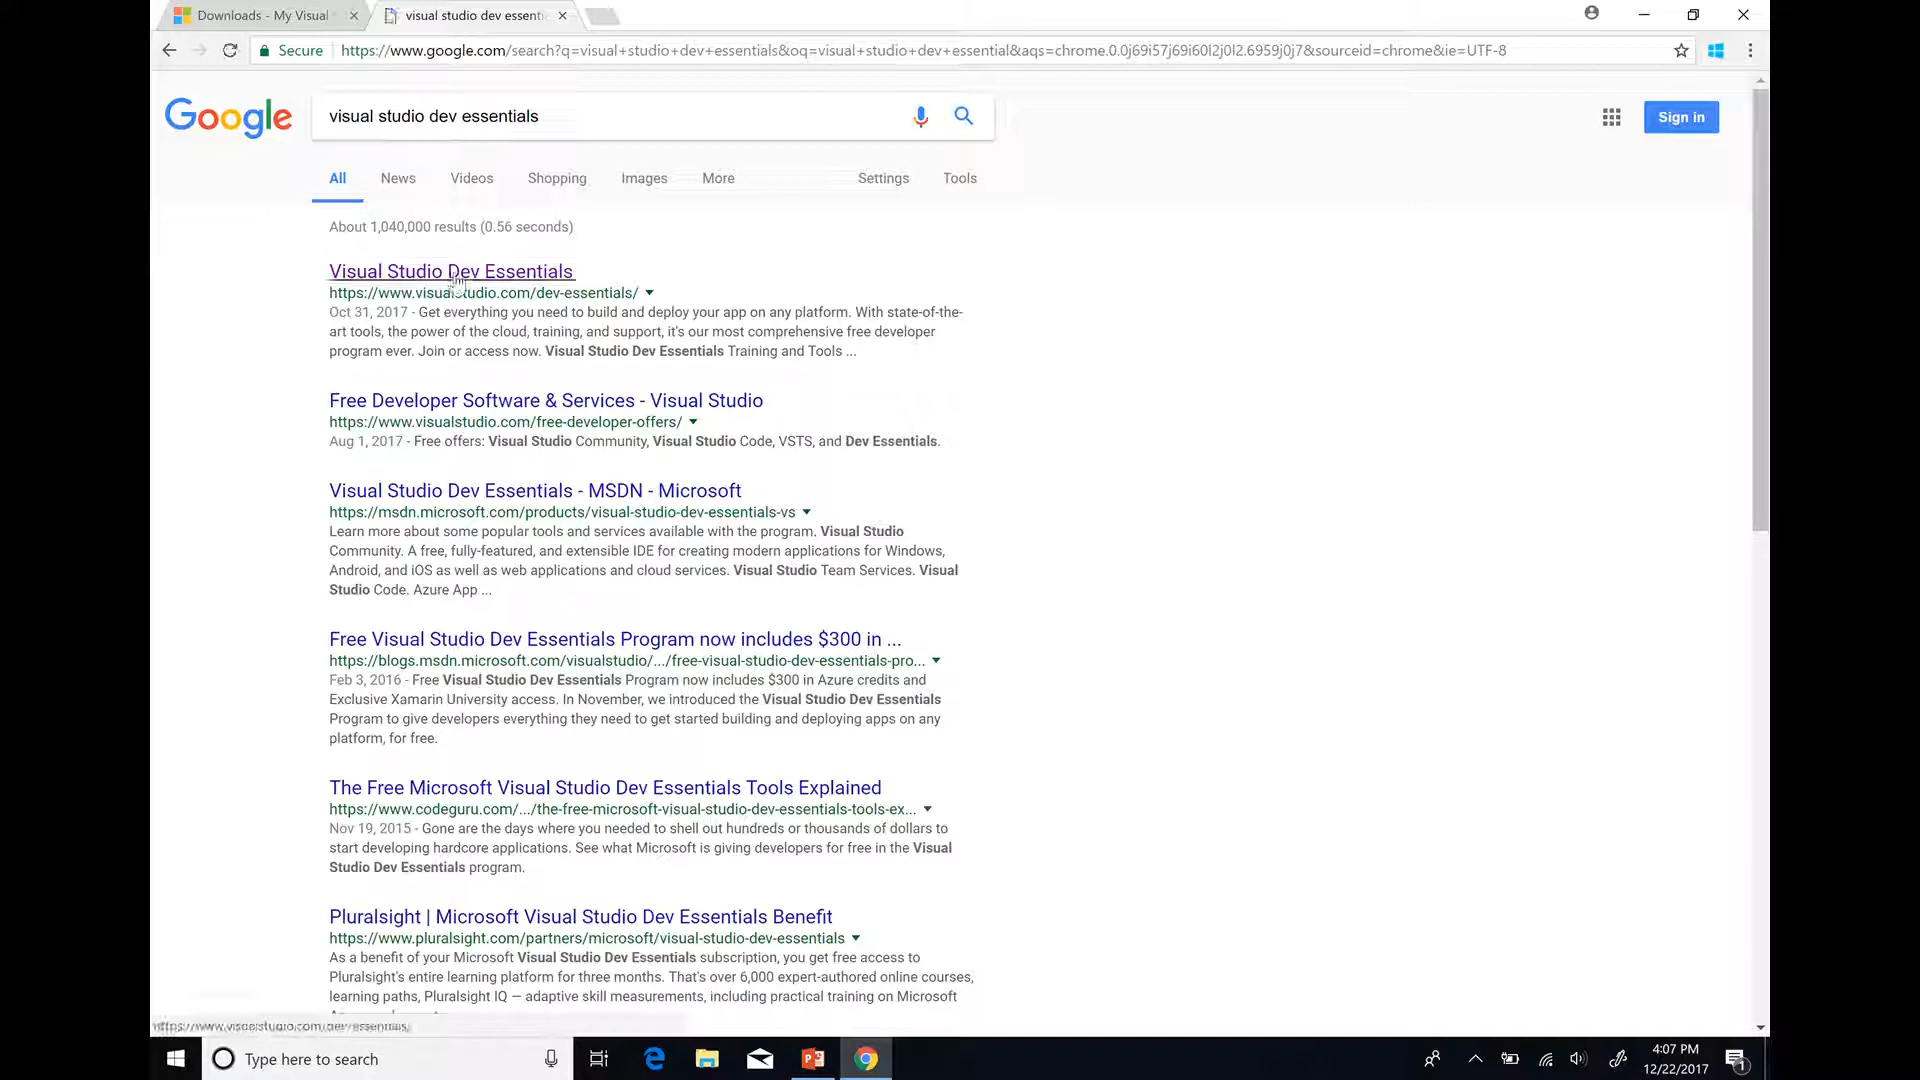 Downloads - My Visual
visual studio dev essenti
Secure
https://www.google.com/search?q=visual+studio+dev+essentials&oq=visual+studio+dev+essential&aqs=chrome.0.0j69i57j69i60l2j0l2.6959j0j7&sourceid=chrome&ie=UTF-8
Google
visual studio dev essentials
Sign in
All News Videos Shopping Images More Settings Tools
About 1,040,000 results (0.56 seconds)
Visual Studio Dev Essentials
https://www.visualstudio.com/dev-essentials/
Oct 31, 2017 - Get everything you need to build and deploy your app on any platform. With state-of-the-
art tools, the power of the cloud, training, and support, it's our most comprehensive free developer
program ever. Join or access now. Visual Studio Dev Essentials Training and Tools ...
Free Developer Software & Services - Visual Studio
https://www.visualstudio.com/free-developer-offers/
Aug 1, 2017 - Free offers: Visual Studio Community, Visual Studio Code, VSTS, and Dev Essentials.
Visual Studio Dev Essentials - MSDN - Microsoft
https://msdn.microsoft.com/products/visual-studio-dev-essentials-vs
Learn more about some popular tools and services available with the program. Visual Studio
Community. A free, fully-featured, and extensible IDE for creating modern applications for Windows,
Android, and iOS as well as web applications and cloud services. Visual Studio Team Services. Visual
Studio Code. Azure App ...
Free Visual Studio Dev Essentials Program now includes $300 in ...
https://blogs.msdn.microsoft.com/visualstudio/.../free-visual-studio-dev-essentials-pro...
Feb 3, 2016 - Free Visual Studio Dev Essentials Program now includes $300 in Azure credits and
Exclusive Xamarin University access. In November, we introduced the Visual Studio Dev Essentials
Program to give developers everything they need to get started building and deploying apps on any
platform, for free.
The Free Microsoft Visual Studio Dev Essentials Tools Explained
https://www.codeguru.com/.../the-free-microsoft-visual-studio-dev-essentials-tools-ex...
Nov 19, 2015 - Gone are the days where you needed to shell out hundreds or thousands of dollars to
start developing hardcore applications. See what Microsoft is giving developers for free in the Visual
Studio Dev Essentials program.
Pluralsight | Microsoft Visual Studio Dev Essentials Benefit
https://www.pluralsight.com/partners/microsoft/visual-studio-dev-essentials
As a benefit of your Microsoft Visual Studio Dev Essentials subscription, you get free access to
Pluralsight's entire learning platform for three months. That's over 6,000 expert-authored online courses,
learning paths, Pluralsight IQ — adaptive skill measurements, including practical training on Microsoft
https://www.visualstudio.com/dev-essentials/
Type here to search
4:07 PM
12/22/2017
1